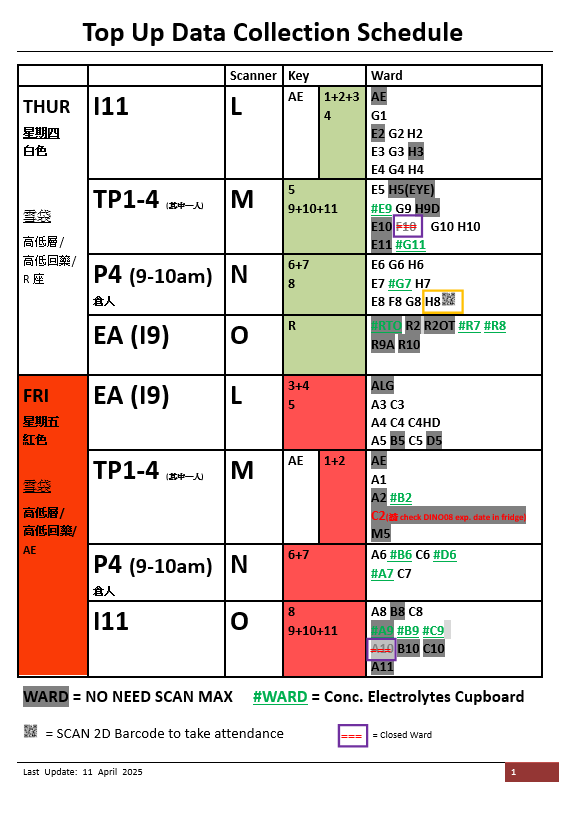 Top Up Data Collection Schedule
Scanner Key Ward
THUR
星期四
白色
雪袋
高低層/
高低回藥/
R 座
I11 L
AE 1+2+3
4
AE
G1
E2 G2 H2
E3 G3 H3
E4 G4 H4
TP1-4 (其中一人) M
5
9+10+11
E5 H5(EYE)
#E9 G9 H9D
E10 F10 G10 H10
E11 #G11
P4 (9-10am) N
倉人
6+7
8
E6 G6 H6
E7 #G7 H7
E8 F8 G8 H8
EA (I9) O
R
#R1O R2 R2OT #R7 #R8
R9A R10
FRI
星期五
紅色
雪袋
高低層/
高低回藥/
AE
EA (I9) L
3+4
5
ALG
A3 C3
A4 C4 C4HD
A5 B5 C5 D5
TP1-4 (其中一人) M
AE 1+2
AE
A1
A2 #B2
C2( check DINO08 exp. date in fridge)
M5
P4 (9-10am) N
倉人
6+7
A6 #B6 C6 #D6
#A7 C7
I11 O
8
9+10+11
A8 B8 C8
#A9 #B9 #C9
A10 B10 C10
A11
WARD = NO NEED SCAN MAX #WARD = Conc. Electrolytes Cupboard
= SCAN 2D Barcode to take attendance === = Closed Ward
Last Update: 11 April 2025 1